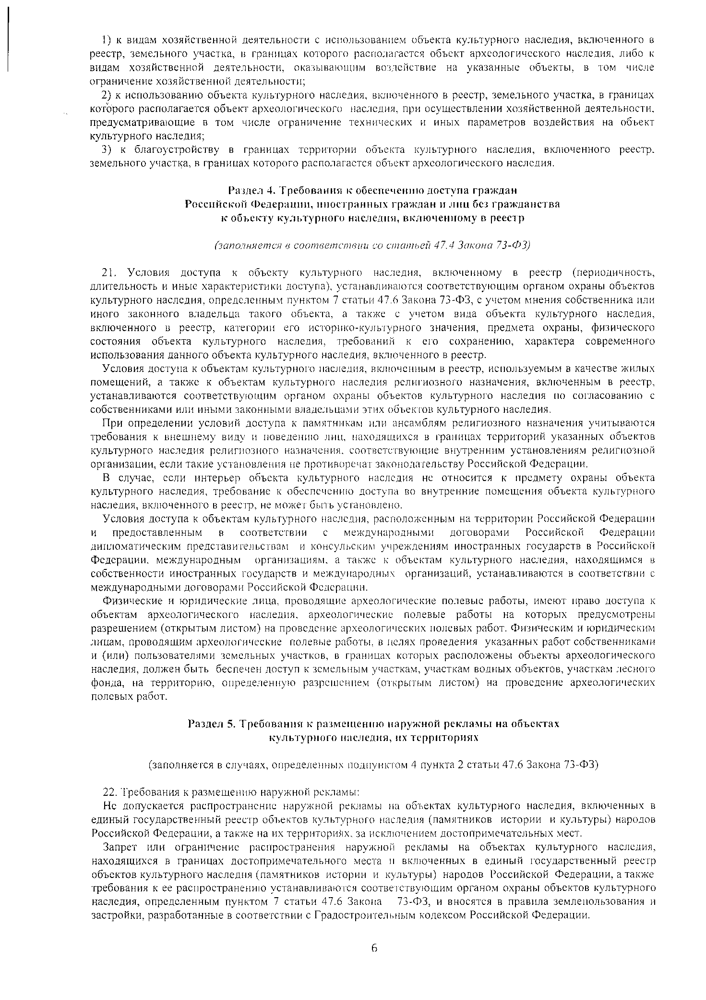 1) к видам хозяйственной деятельности с использованием объекта культурного наследия, включенного в
реестр, земельного участка, в границах которого располагается объект археологического наследия, либо к
видам хозяйственной деятельности, оказывающим воздействие на указанные объекты, в том числе
ограничение хозяйственной деятельности;
2) к использованию объекта культурного наследия, включенного в реестр, земельного участка, в границах
которого располагается объект археологического наследия, при осуществлении хозяйственной деятельности,
предусматривающие в том числе ограничение технических и иных параметров воздействия на объект
культурного наследия;
3) к благоустройству в границах территории объекта культурного наследия, включенного реестр,
земельного участка, в границах которого располагается объект археологического наследия.
Раздел 4. Требования к обеспечению доступа граждан
Российской Федерации, иностранных граждан и лиц без гражданства
к объекту культурного наследия, включенному в реестр
(заполняется в соответствии со статьей 47.4 Закона 73-ФЗ)
21. Условия доступа к объекту культурного наследия, включенному в реестр (периодичность,
длительность и иные характеристики доступа), устанавливаются соответствующим органом охраны объектов
культурного наследия, определенным пунктом 7 статьи 47.6 Закона 73-ФЗ, с учетом мнения собственника или
иного законного владельца такого объекта, а также с учетом вида объекта культурного наследия,
включенного в реестр, категории его историко-культурного значения, предмета охраны, физического
состояния объекта культурного наследия, требований к его сохранению, характера современного
использования данного объекта культурного наследия, включенного в реестр.
Условия доступа к объектам культурного наследия, включенным в реестр, используемым в качестве жилых
помещений, а также к объектам культурного наследия религиозного назначения, включенным в реестр,
устанавливаются соответствующим органом охраны объектов культурного наследия по согласованию с
собственниками или иными законными владельцами этих объектов культурного наследия.
При определении условий доступа к памятникам или ансамблям религиозного назначения учитываются
требования к внешнему виду и поведению лиц, находящихся в границах территорий указанных объектов
культурного наследия религиозного назначения, соответствующие внутренним установлениям религиозной
организации, если такие установления не противоречат законодательству Российской Федерации.
В случае, если интерьер объекта культурного наследия не относится к предмету охраны объекта
культурного наследия, требование к обеспечению доступа во внутренние помещения объекта культурного
наследия, включенного в реестр, не может быть установлено.
Условия доступа к объектам культурного наследия, расположенным на территории Российской Федерации
и предоставленным в соответствии с международными договорами Российской Федерации
дипломатическим представительствам и консульским учреждениям иностранных государств в Российской
Федерации, международным организациям, а также к объектам культурного наследия, находящимся в
собственности иностранных государств и международных организаций, устанавливаются в соответствии с
международными договорами Российской Федерации.
Физические и юридические лица, проводящие археологические полевые работы, имеют право доступа к
объектам археологического наследия, археологические полевые работы на которых предусмотрены
разрешением (открытым листом) на проведение археологических полевых работ. Физическим и юридическим
лицам, проводящим археологические полевые работы, в целях проведения указанных работ собственниками
и (или) пользователями земельных участков, в границах которых расположены объекты археологического
наследия, должен быть беспечен доступ к земельным участкам, участкам водных объектов, участкам лесного
фонда, на территорию, определенную разрешением (открытым листом) на проведение археологических
полевых работ.
Раздел 5. Требования к размещению наружной рекламы на объектах
культурного наследия, их территориях
(заполняется в случаях, определенных подпунктом 4 пункта 2 статьи 47.6 Закона 73-ФЗ)
22. Требования к размещению наружной рекламы:
Не допускается распространение наружной рекламы на объектах культурного наследия, включенных в
единый государственный реестр объектов культурного наследия (памятников истории и культуры) народов
Российской Федерации, а также на их территориях, за исключением достопримечательных мест.
Запрет или ограничение распространения наружной рекламы на объектах культурного наследия,
находящихся в границах достопримечательного места и включенных в единый государственный реестр
объектов культурного наследия (памятников истории и культуры) народов Российской Федерации, а также
требования к ее распространению устанавливаются соответствующим органом охраны объектов культурного
наследия, определенным пунктом 7 статьи 47.6 Закона 73-ФЗ, и вносятся в правила землепользования и
застройки, разработанные в соответствии с Градостроительным кодексом Российской Федерации.
6